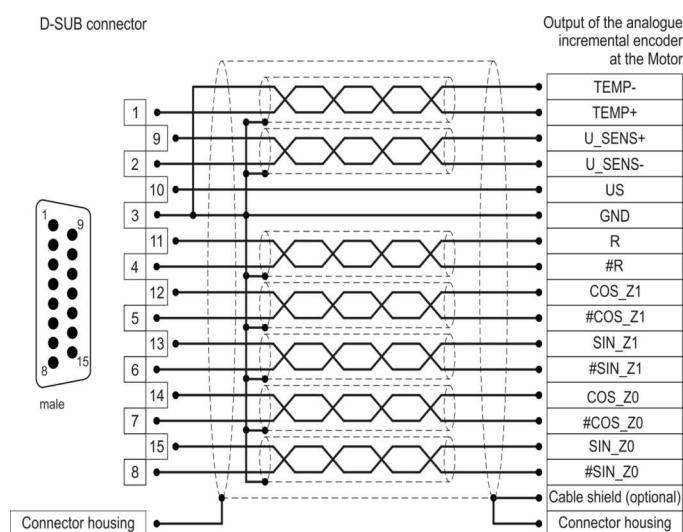 D-SUB connector
Output of the analogue
incremental encoder
at the Motor
TEMP-
1
TEMP+
9
U_SENS+
2
U_SENS-
10
US
3
GND
11
R
4
#R
12
COS_Z1
5
#COS_Z1
13
SIN_Z1
6
#SIN_Z1
14
COS_Z0
7
#COS_Z0
15
SIN_Z0
8
#SIN_Z0
1
9
8
15
male
Cable shield (optional)
Connector housing
Connector housing